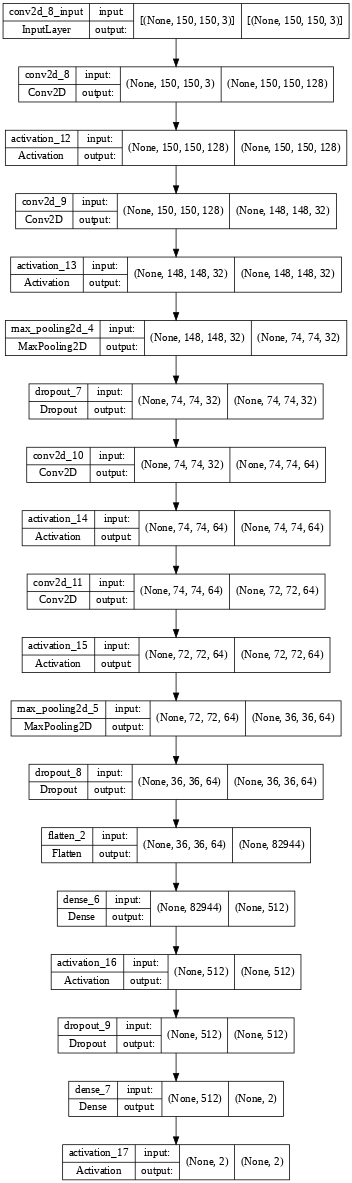 conv2d_8_input input: [(None, 150, 150, 3)] [(None, 150, 150, 3)]
InputLayer output:
conv2d_8 input: (None, 150, 150, 3) (None, 150, 150, 128)
Conv2D output:
activation_12 input: (None, 150, 150, 128) (None, 150, 150, 128)
Activation output:
conv2d_9 input: (None, 150, 150, 128) (None, 148, 148, 32)
Conv2D output:
activation_13 input: (None, 148, 148, 32) (None, 148, 148, 32)
Activation output:
max_pooling2d_4 input: (None, 148, 148, 32) (None, 74, 74, 32)
MaxPooling2D output:
dropout_7 input: (None, 74, 74, 32) (None, 74, 74, 32)
Dropout output:
conv2d_10 input: (None, 74, 74, 32) (None, 74, 74, 64)
Conv2D output:
activation_14 input: (None, 74, 74, 64) (None, 74, 74, 64)
Activation output:
conv2d_11 input: (None, 74, 74, 64) (None, 72, 72, 64)
Conv2D output:
activation_15 input: (None, 72, 72, 64) (None, 72, 72, 64)
Activation output:
max_pooling2d_5 input: (None, 72, 72, 64) (None, 36, 36, 64)
MaxPooling2D output:
dropout_8 input: (None, 36, 36, 64) (None, 36, 36, 64)
Dropout output:
flatten_2 input: (None, 36, 36, 64) (None, 82944)
Flatten output:
dense_6 input: (None, 82944) (None, 512)
Dense output:
activation_16 input: (None, 512) (None, 512)
Activation output:
dropout_9 input: (None, 512) (None, 512)
Dropout output:
dense_7 input: (None, 512) (None, 2)
Dense output:
activation_17 input: (None, 2) (None, 2)
Activation output: